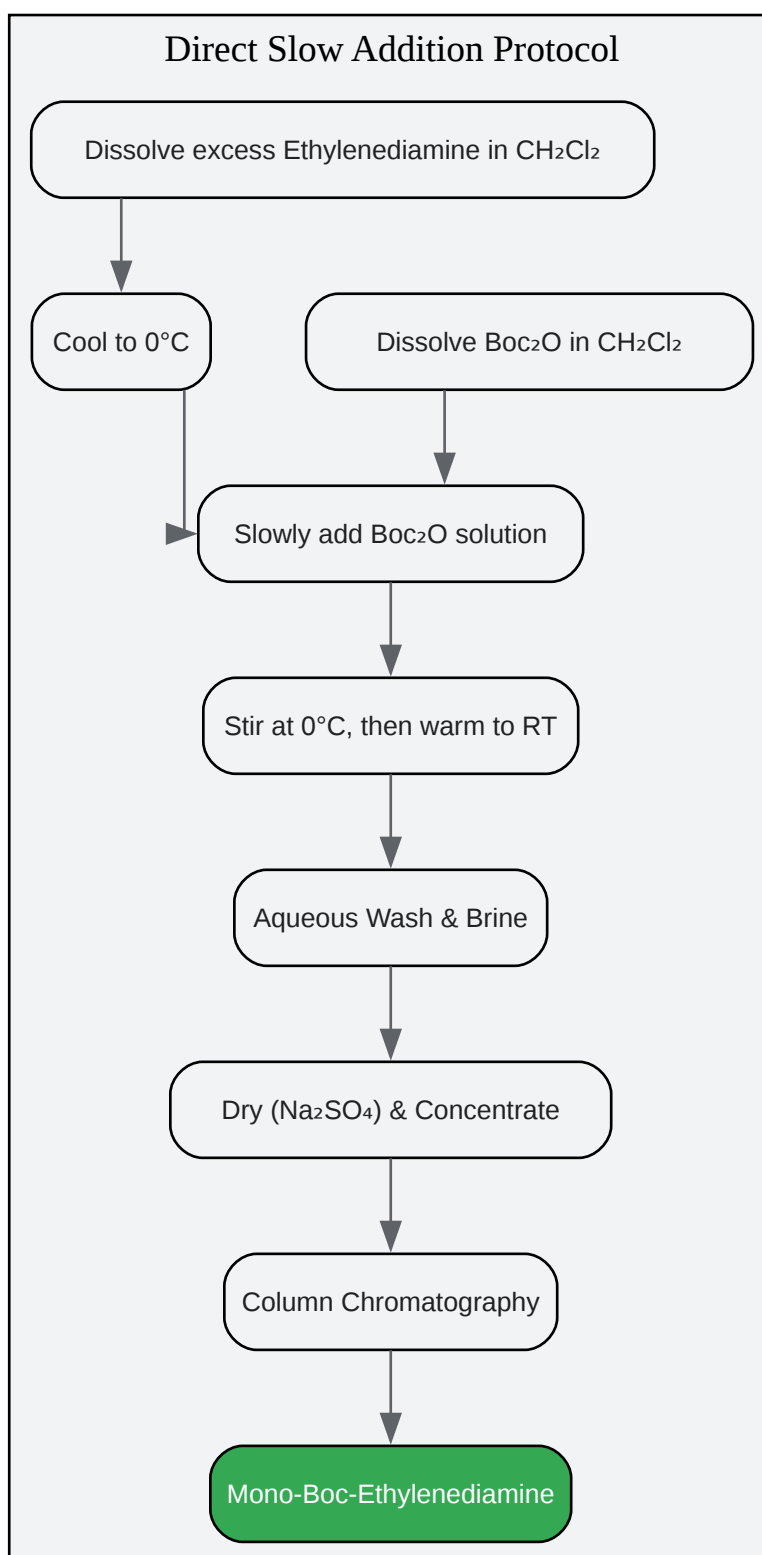 Direct Slow Addition Protocol
Dissolve excess Ethylenediamine in CH₂Cl₂
Cool to 0°C
Dissolve Boc₂O in CH₂Cl₂
Slowly add Boc₂O solution
Stir at 0°C, then warm to RT
Aqueous Wash & Brine
Dry (Na₂SO₄) & Concentrate
Column Chromatography
Mono-Boc-Ethylenediamine